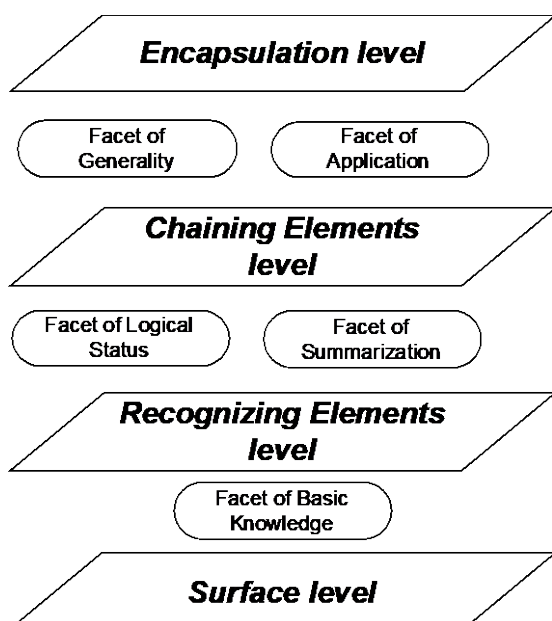 Encapsulation level
Facet of
Generality
Facet of
Application
Chaining Elements
level
Facet of Logical
Status
Facet of
Summarization
Recognizing Elements
level
Facet of Basic
Knowledge
Surface level